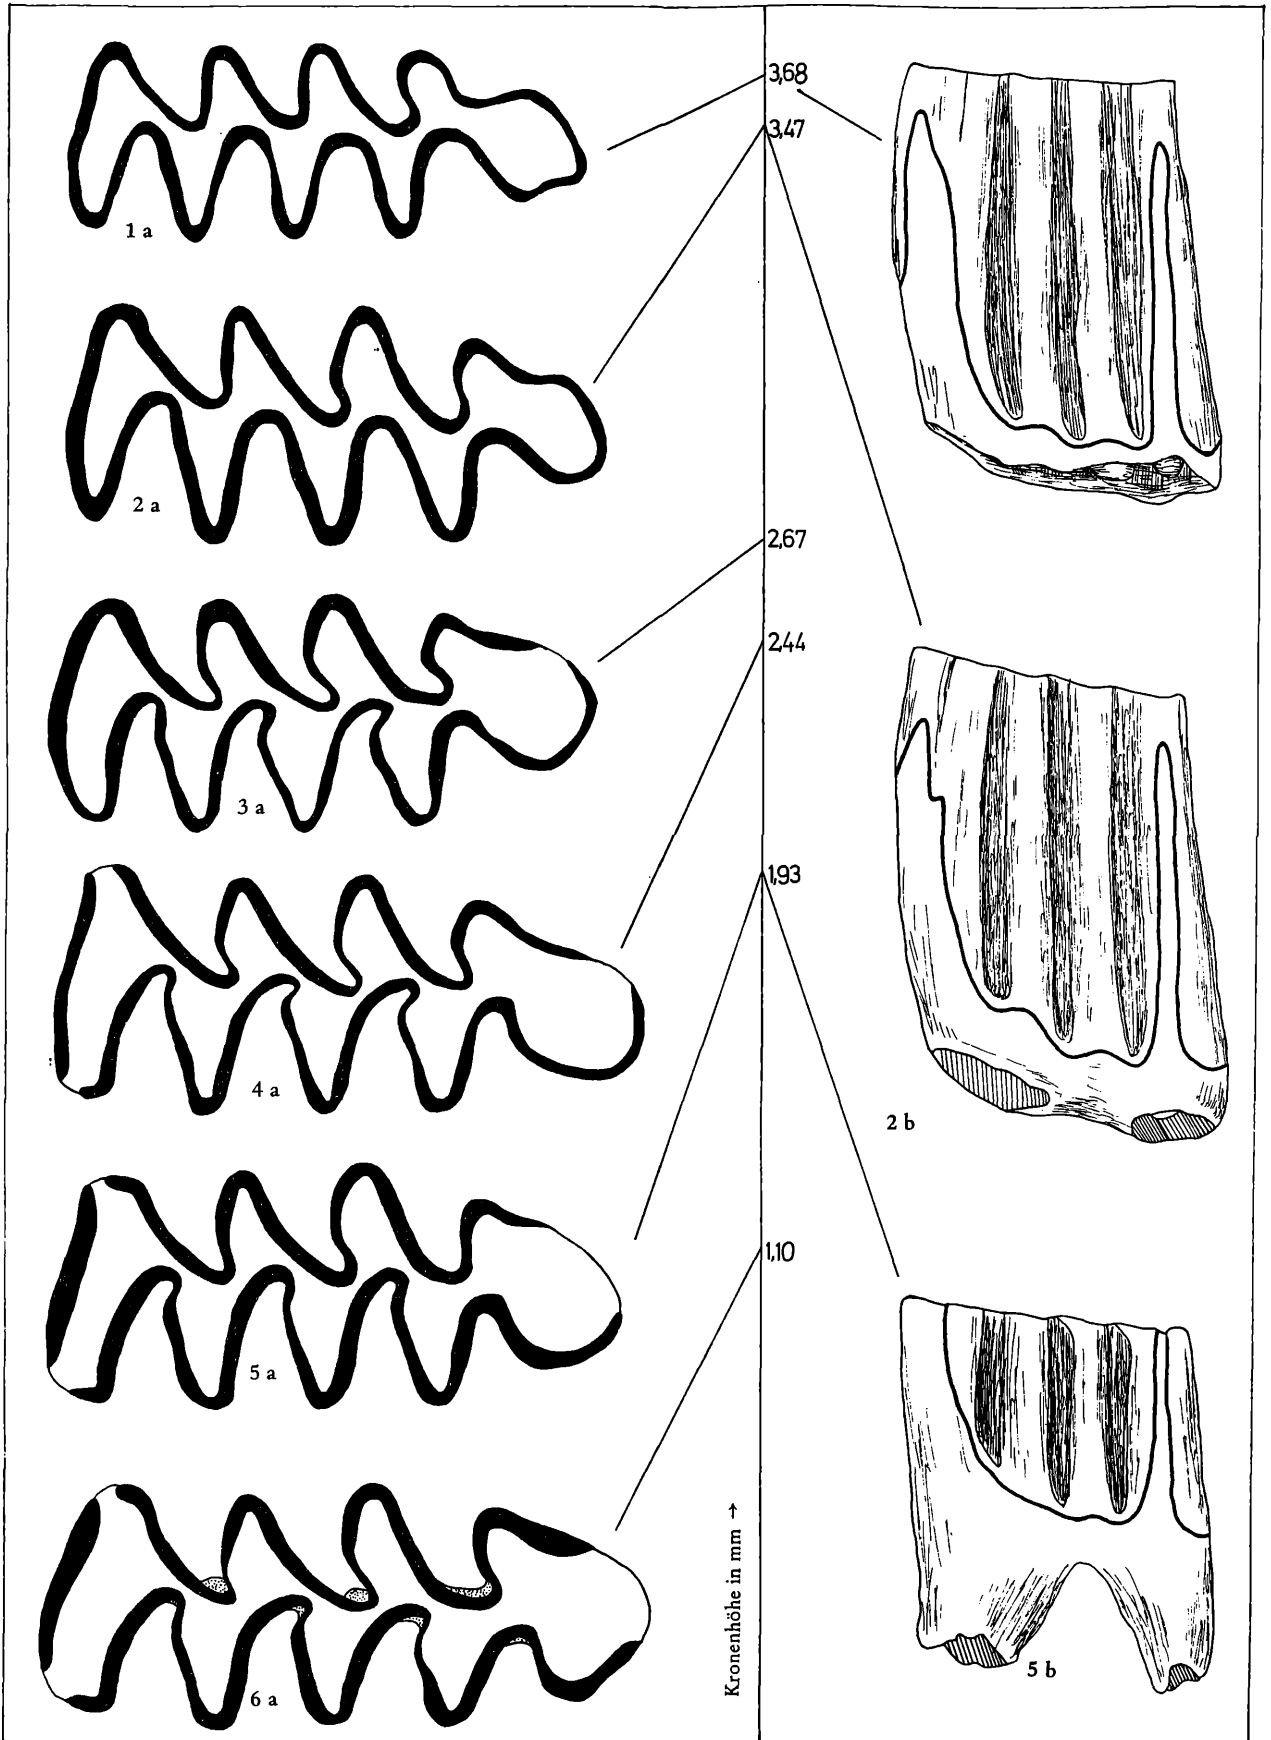 3,68
3,47
1 a
2 a
2,67
2,44
3 a
1,93
4 a
2 b
1,10
5 a
Kronenhöhe in mm →
5 b
6 a